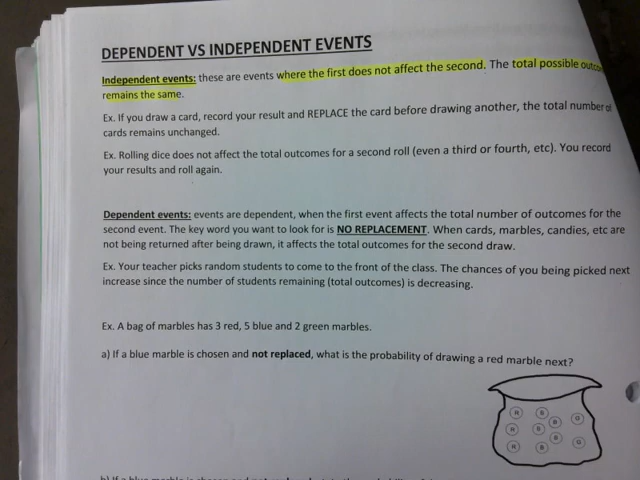 DEPENDENT VS INDEPENDENT EVENTS
Independent events: these are events where the first does not affect the second. The total possible
remains the same.
Ex. If you draw a card, record your result and REPLACE the card before drawing another, the total number of
cards remains unchanged.
Ex. Rolling dice does not affect the total outcomes for a second roll (even a third or fourth, etc). You record
your results and roll again.
Dependent events: events are dependent, when the first event affects the total number of outcomes for the
second event. The key word you want to look for is NO REPLACEMENT. When cards, marbles, candies, etc are
not being returned after being drawn, it affects the total outcomes for the second draw.
Ex. Your teacher picks random students to come to the front of the class. The chances of you being picked next
increase since the number of students remaining (total outcomes) is decreasing.
Ex. A bag of marbles has 3 red, 5 blue and 2 green marbles.
a) If a blue marble is chosen and not replaced, what is the probability of drawing a red marble next?
R B B G
R B B
R B G